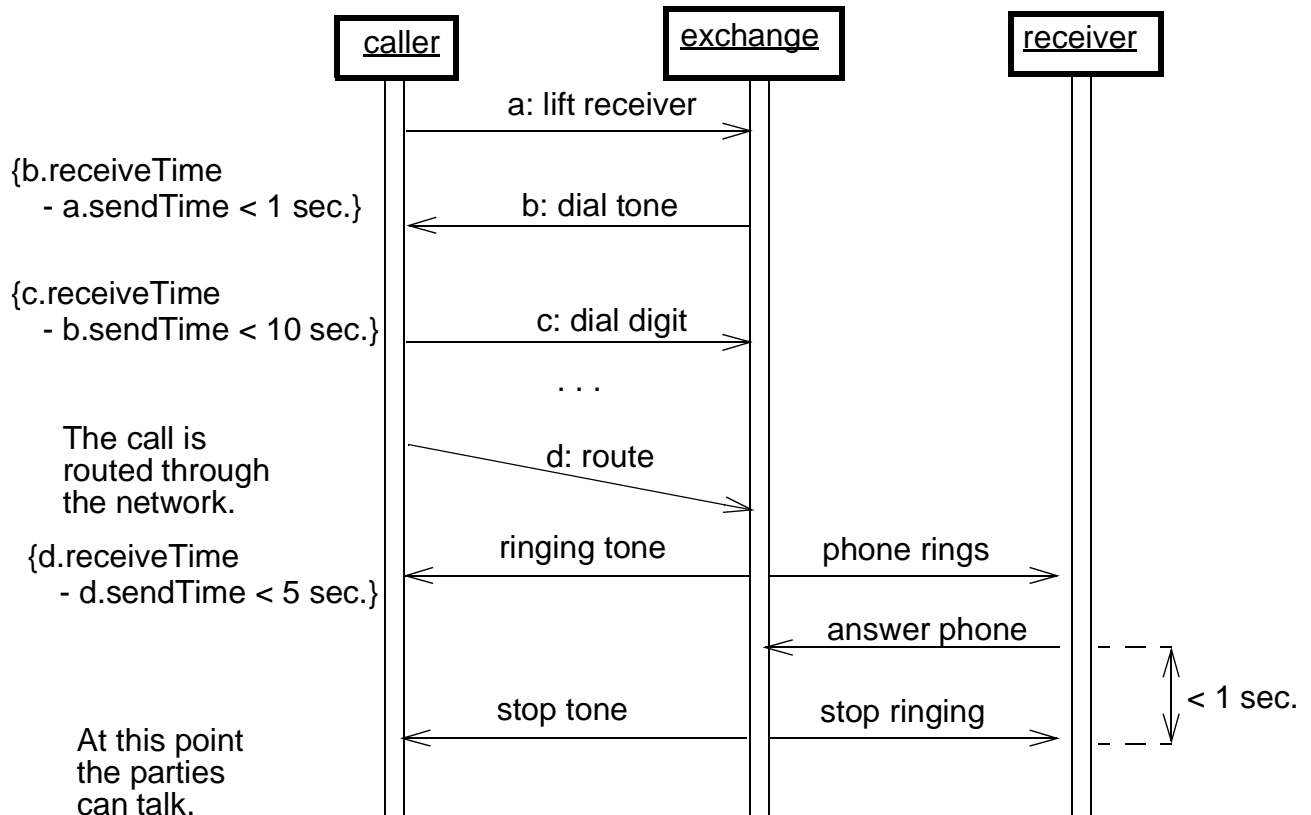 caller
exchange
receiver
a: lift receiver
{b.receiveTime
- a.sendTime < 1 sec.}
b: dial tone
{c.receiveTime
- b.sendTime < 10 sec.}
c: dial digit
. . .
The call is
routed through
the network.
d: route
{d.receiveTime
- d.sendTime < 5 sec.}
ringing tone
phone rings
answer phone
< 1 sec.
stop tone
stop ringing
At this point
the parties
can talk.